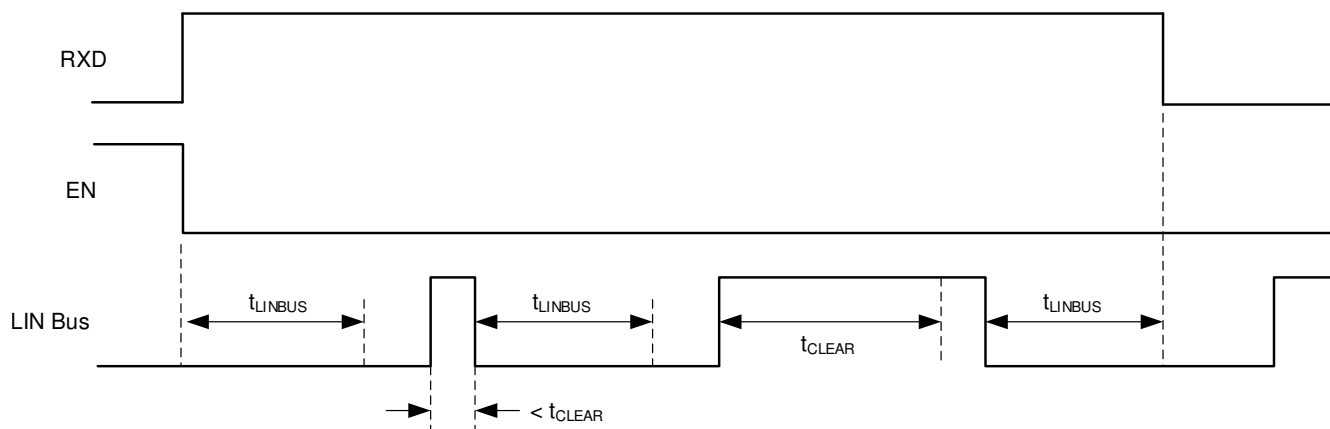 RXD
EN
LIN Bus
tLINBUS
tLINBUS
tCLEAR
tLINBUS
< tCLEAR